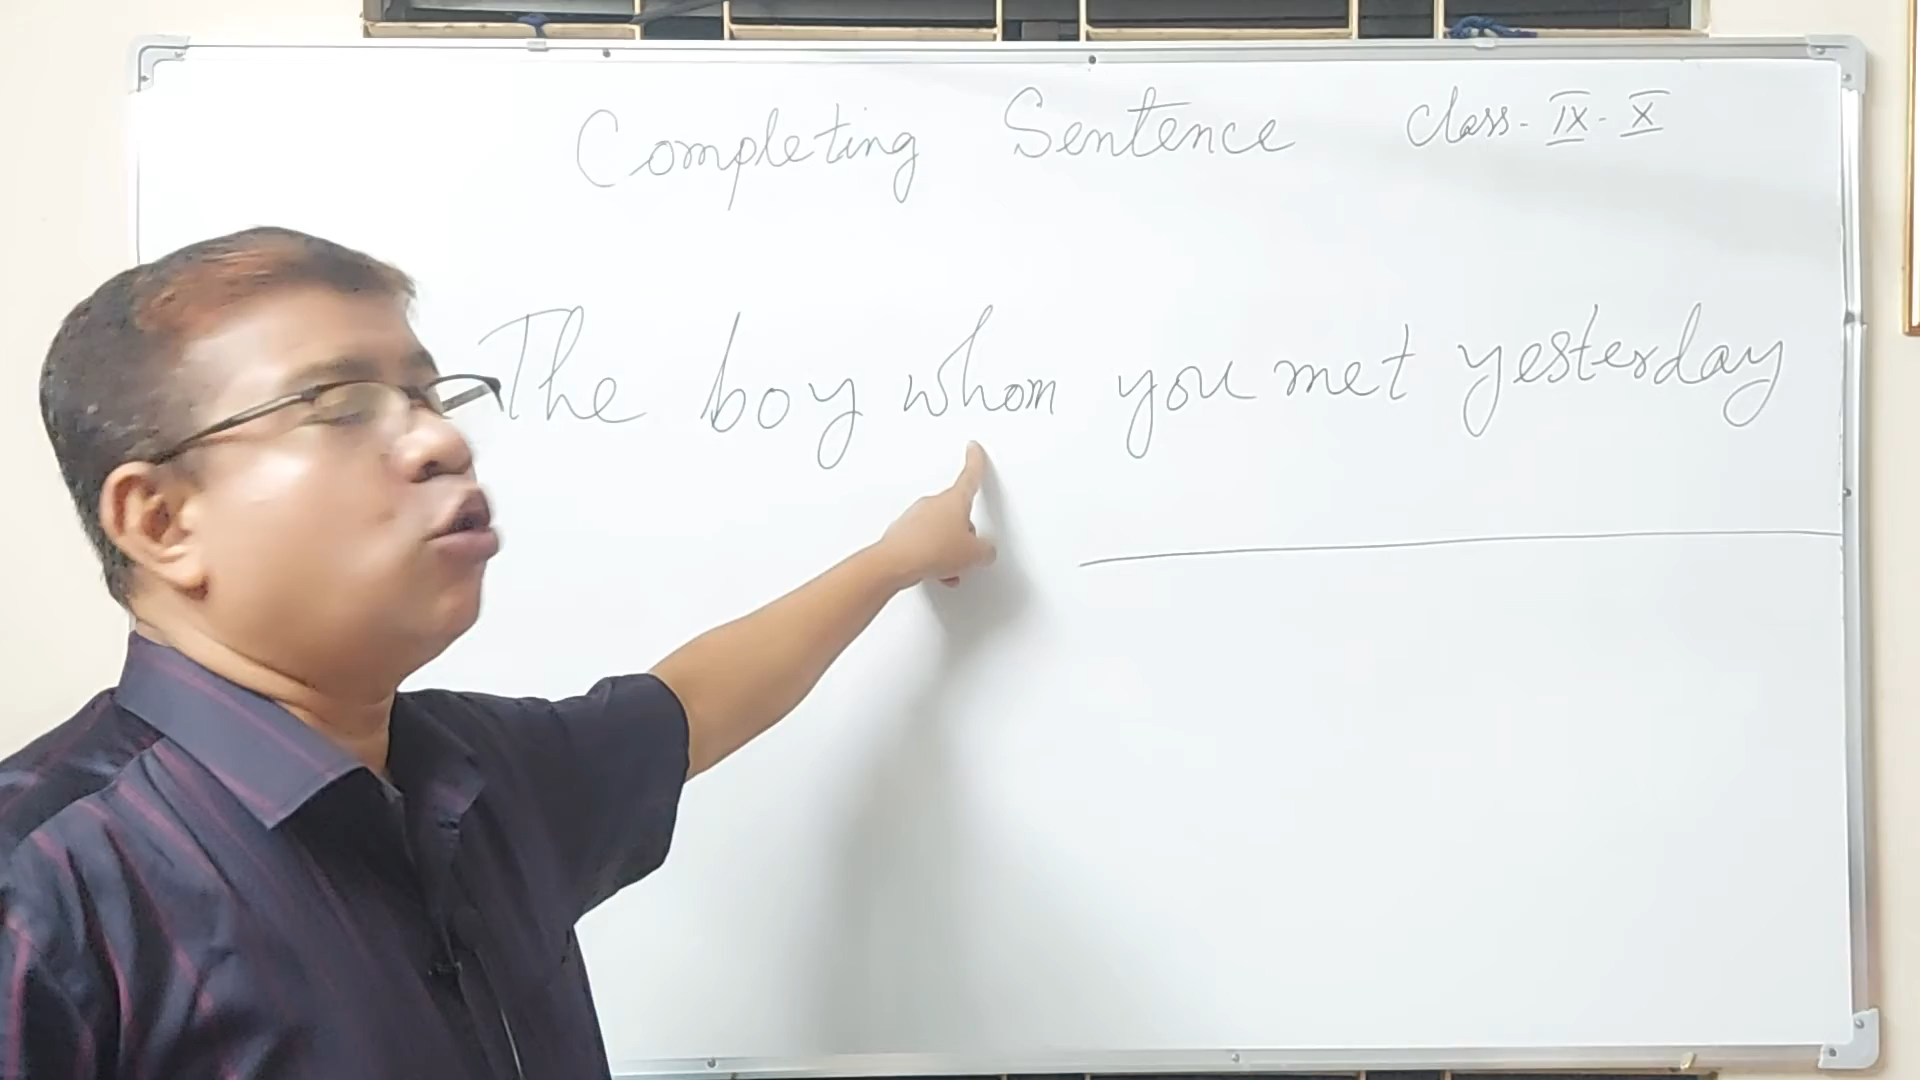 Completing Sentence Class - IX - X
The boy whom you met yesterday